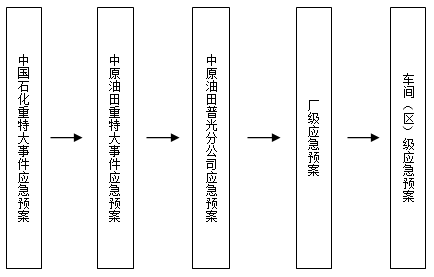 中国石化重特大事件应急预案
中原油田重特大事件应急预案
中原油田普光分公司应急预案
厂级应急预案
车间（区）级应急预案